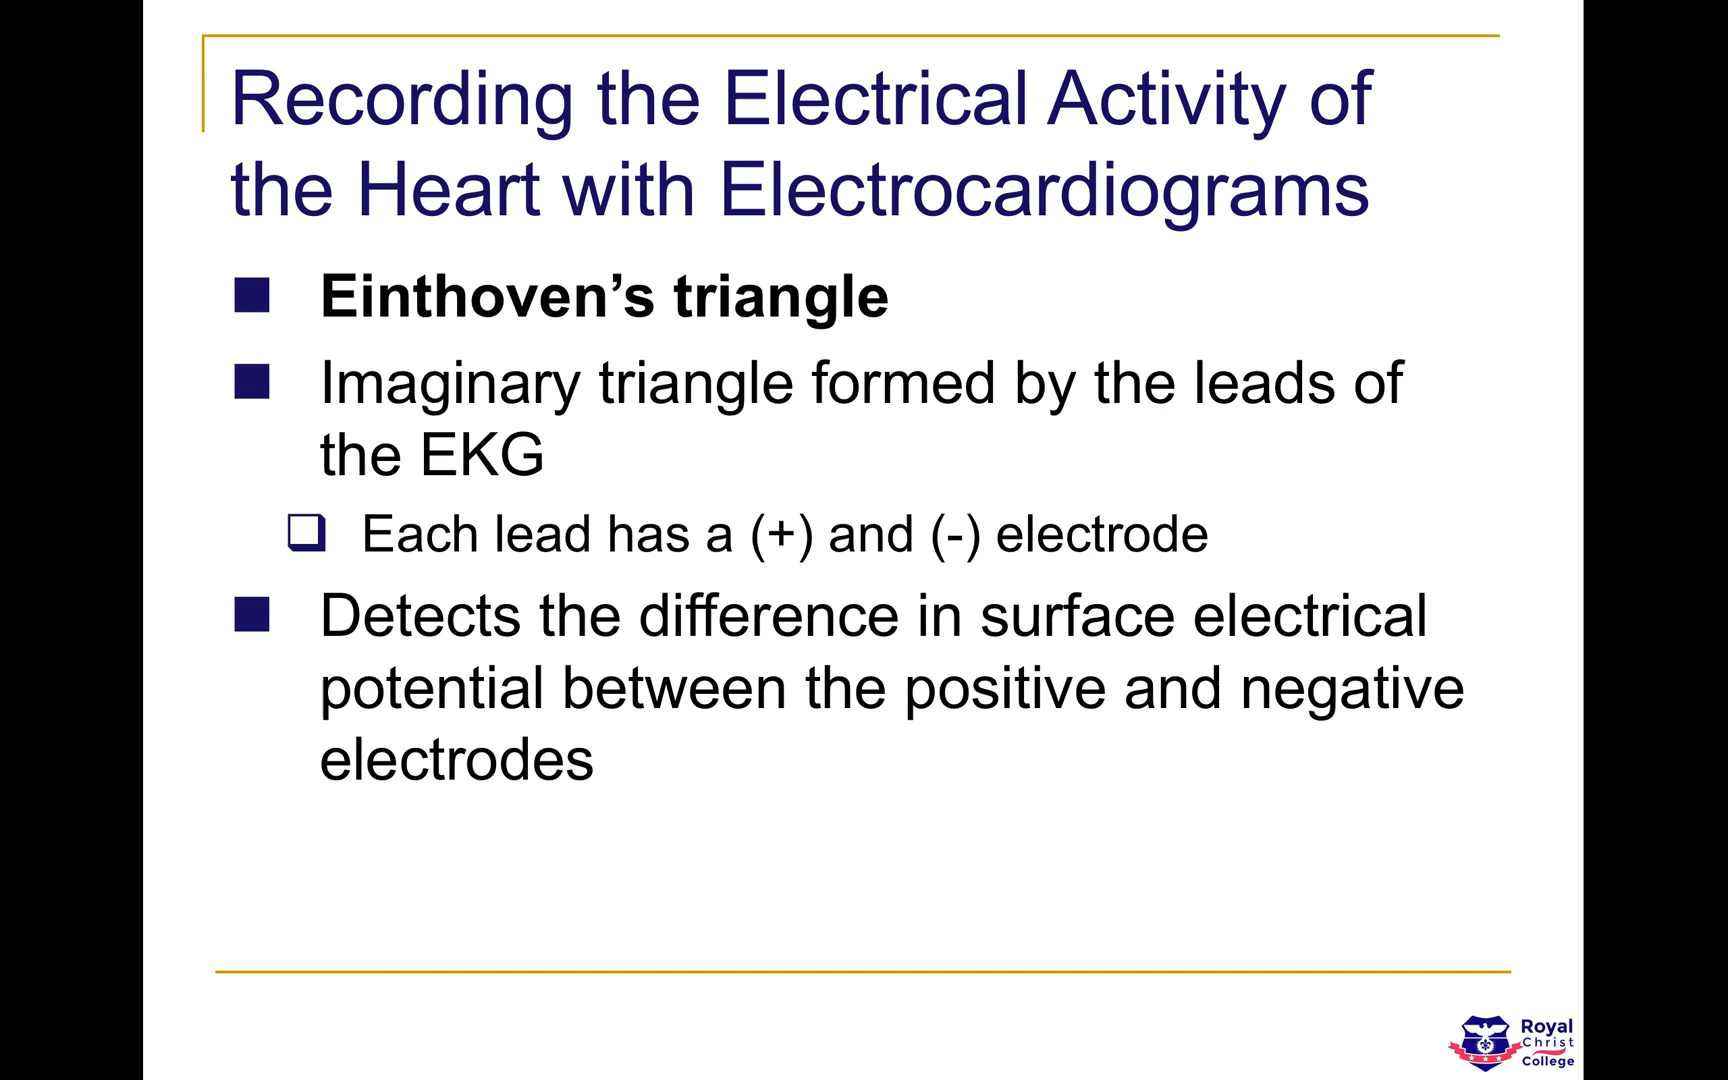 Recording the Electrical Activity of
the Heart with Electrocardiograms
Einthoven’s triangle
Imaginary triangle formed by the leads of
the EKG
Each lead has a (+) and (-) electrode
Detects the difference in surface electrical
potential between the positive and negative
electrodes
Royal
Christ
College